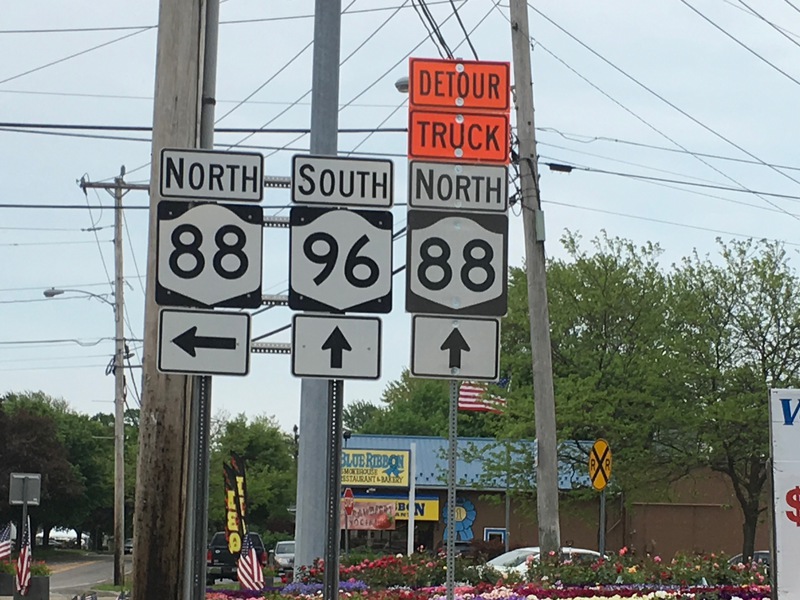 NORTH
88
SOUTH
96
DETOUR
TRUCK
NORTH
88
BLUE RIBBON
SMOKEHOUSE
RESTAURANT & BAKERY
R R
V
$